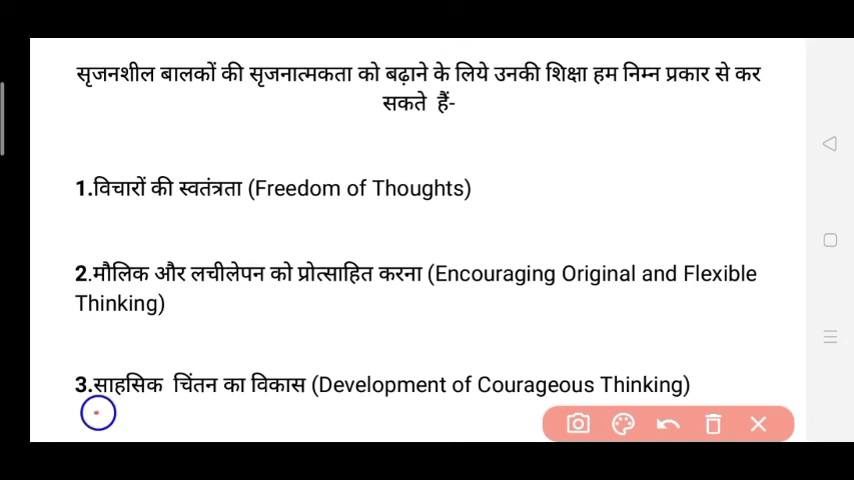 सृजनशील बालकों की सृजनात्मकता को बढ़ाने के लिये उनकी शिक्षा हम निम्न प्रकार से कर
सकते हैं-
1.विचारों की स्वतंत्रता (Freedom of Thoughts)
2.मौलिक और लचीलेपन को प्रोत्साहित करना (Encouraging Original and Flexible
Thinking)
3.साहसिक चिंतन का विकास (Development of Courageous Thinking)